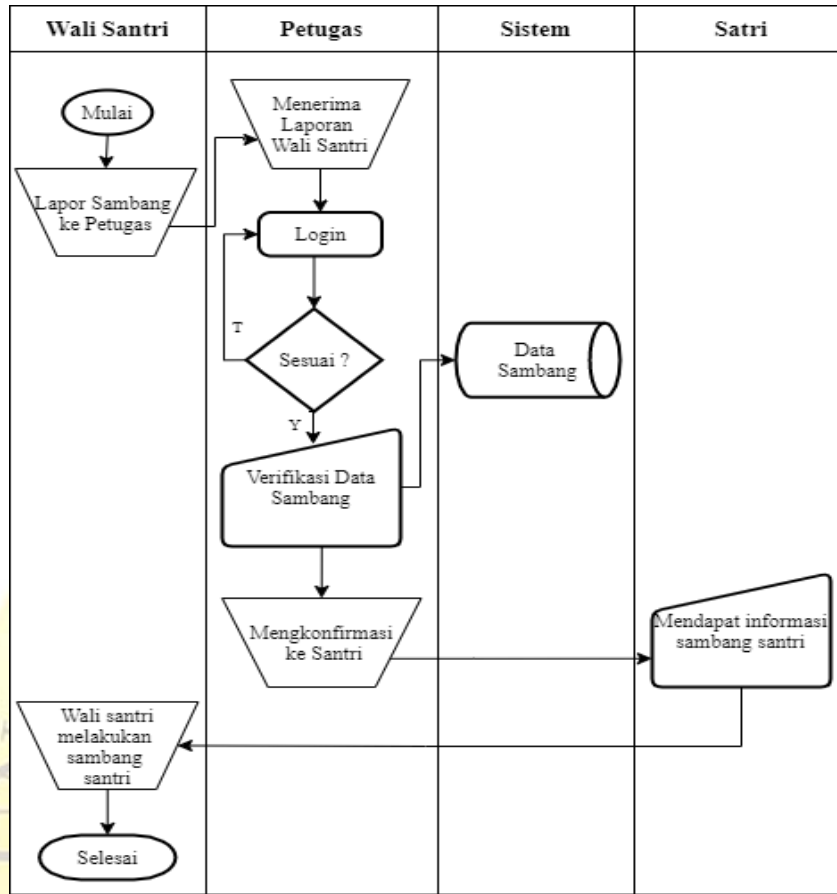 Wali Santri
Petugas
Sistem
Satri
Mulai
Lapor Sambang
ke Petugas
Menerima
Laporan
Wali Santri
Login
T
Sesuai ?
Y
Data
Sambang
Verifikasi Data
Sambang
Mengkonfirmasi
ke Santri
Mendapat informasi
sambang santri
Wali santri
melakukan
sambang
santri
Selesai